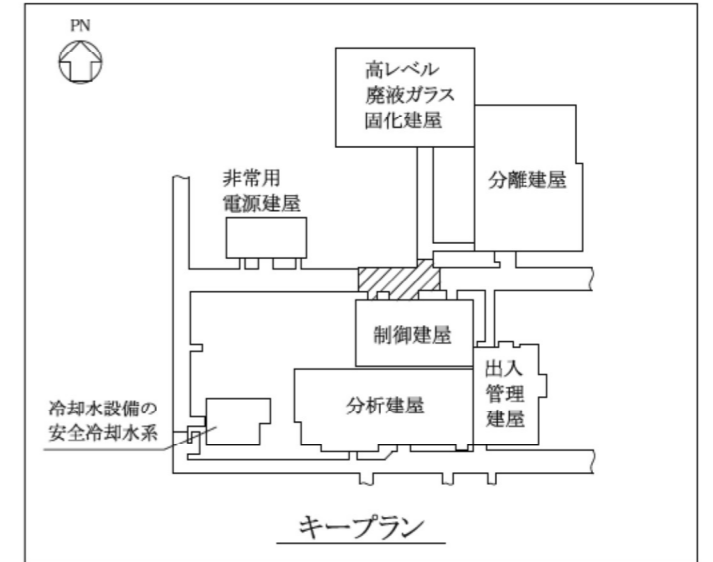 PN
高レベル
廃液ガラス
固化建屋
分離建屋
非常用
電源建屋
制御建屋
出入
管理
建屋
分析建屋
冷却水設備の
安全冷却水系
キープラン